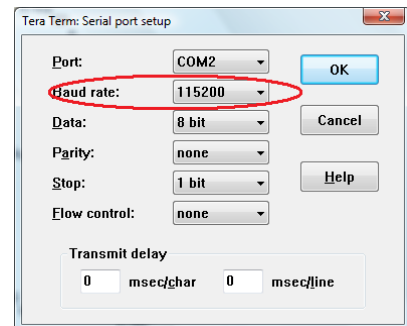 Tera Term: Serial port setup
Port: COM2 OK
Baud rate: 115200
Data: 8 bit Cancel
Parity: none
Stop: 1 bit Help
Flow control: none
Transmit delay
0 msec/char 0 msec/line